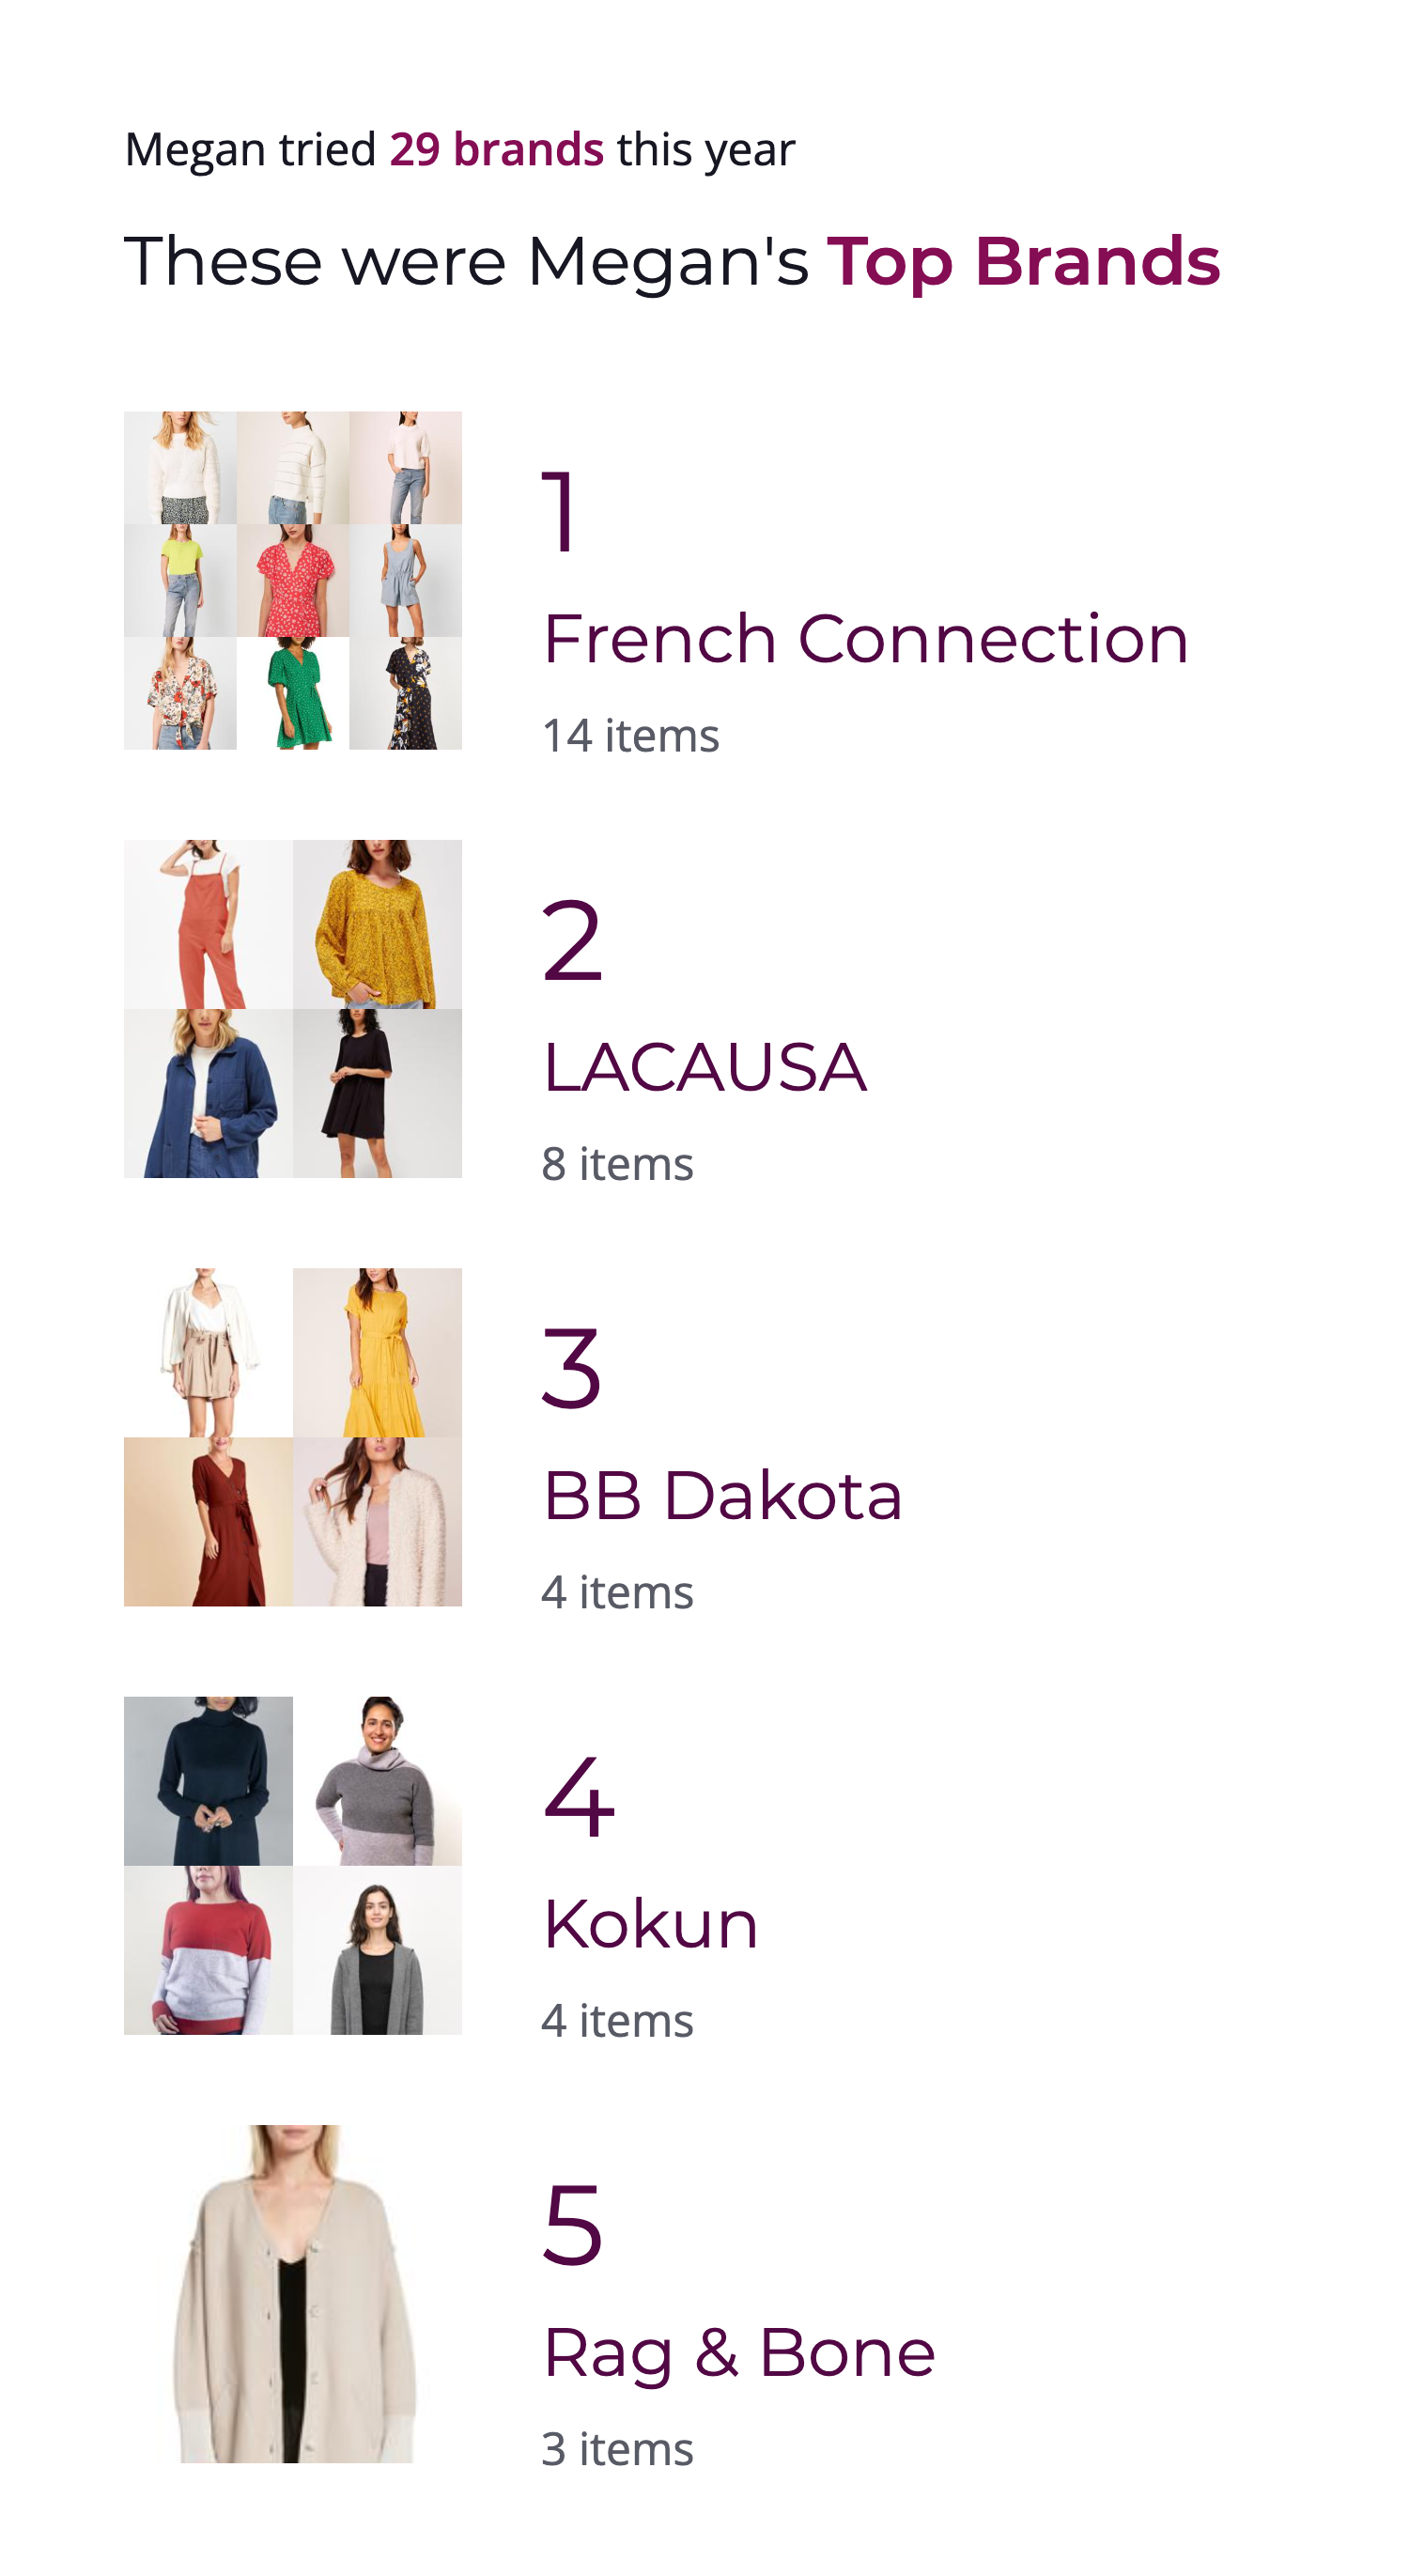 Megan tried 29 brands this year
These were Megan's Top Brands
1
French Connection
14 items
2
LACAUSA
8 items
3
BB Dakota
4 items
4
Kokun
4 items
5
Rag & Bone
3 items